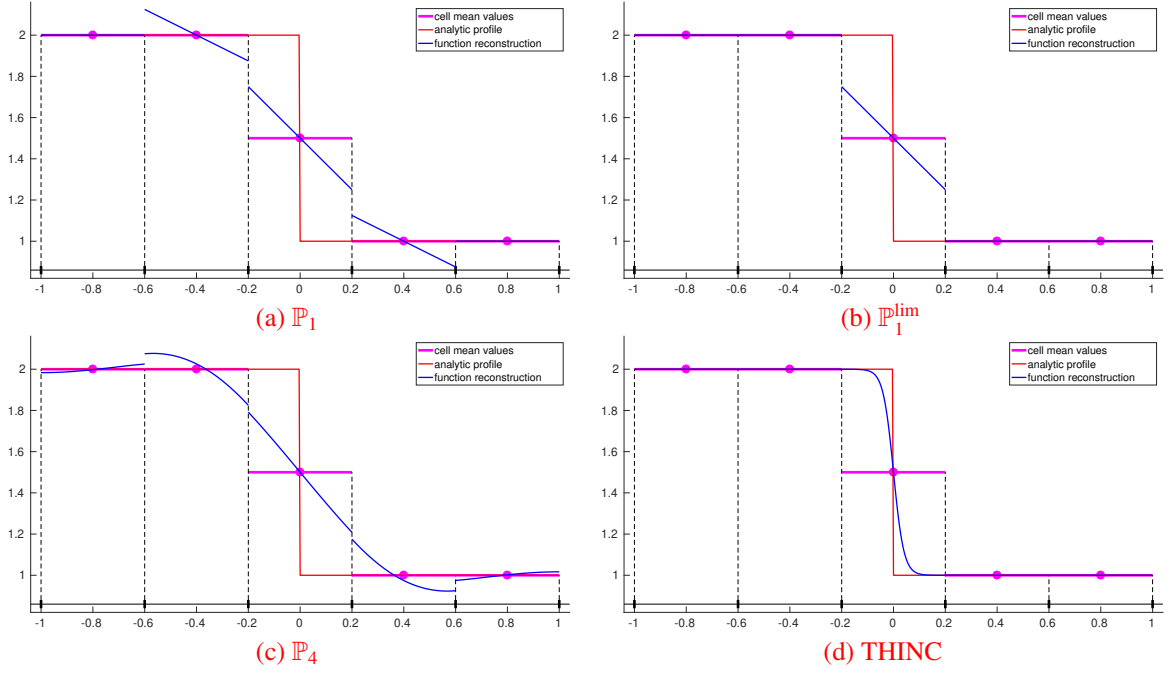 cell mean values
analytic profile
function reconstruction
2
1.8
1.6
1.4
1.2
1
-1 -0.8 -0.6 -0.4 -0.2 0 0.2 0.4 0.6 0.8 1
(a) ℙ₁
cell mean values
analytic profile
function reconstruction
2
1.8
1.6
1.4
1.2
1
-1 -0.8 -0.6 -0.4 -0.2 0 0.2 0.4 0.6 0.8 1
(b) ℙ₁^lim
cell mean values
analytic profile
function reconstruction
2
1.8
1.6
1.4
1.2
1
-1 -0.8 -0.6 -0.4 -0.2 0 0.2 0.4 0.6 0.8 1
(c) ℙ₄
cell mean values
analytic profile
function reconstruction
2
1.8
1.6
1.4
1.2
1
-1 -0.8 -0.6 -0.4 -0.2 0 0.2 0.4 0.6 0.8 1
(d) THINC